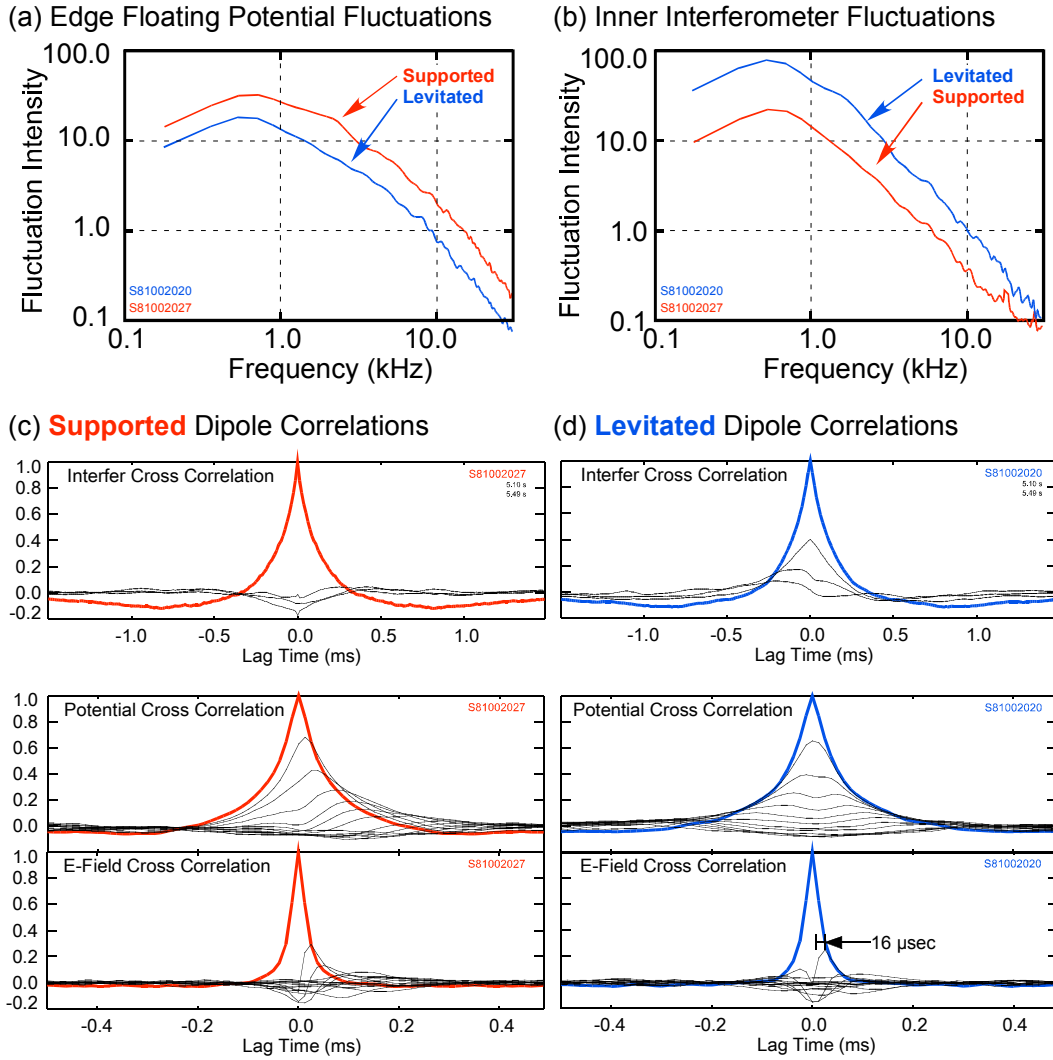 (a) Edge Floating Potential Fluctuations
Fluctuation Intensity
100.0
10.0
1.0
0.1
Supported
Levitated
S81002020
S81002027
0.1
1.0
10.0
Frequency (kHz)
(b) Inner Interferometer Fluctuations
Fluctuation Intensity
100.0
10.0
1.0
0.1
Levitated
Supported
S81002020
S81002027
0.1
1.0
10.0
Frequency (kHz)
(c) Supported Dipole Correlations
Interfer Cross Correlation
S81002027
5.10 s
5.49 s
1.0
0.8
0.6
0.4
0.2
0.0
-0.2
-1.0
-0.5
0.0
0.5
1.0
Lag Time (ms)
Potential Cross Correlation
S81002027
1.0
0.8
0.6
0.4
0.2
0.0
E-Field Cross Correlation
S81002027
1.0
0.8
0.6
0.4
0.2
0.0
-0.2
-0.4
-0.2
0.0
0.2
0.4
Lag Time (ms)
(d) Levitated Dipole Correlations
Interfer Cross Correlation
S81002020
5.10 s
5.49 s
-1.0
-0.5
0.0
0.5
1.0
Lag Time (ms)
Potential Cross Correlation
S81002020
E-Field Cross Correlation
S81002020
16 μsec
-0.4
-0.2
0.0
0.2
0.4
Lag Time (ms)